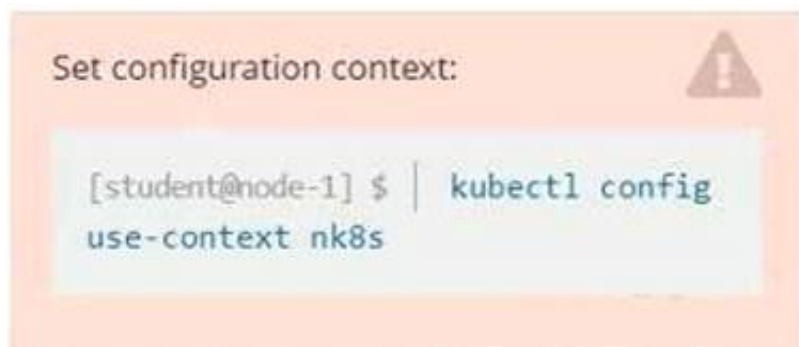 Set configuration context:
[student@node-1] $ | kubectl config
use-context nk8s